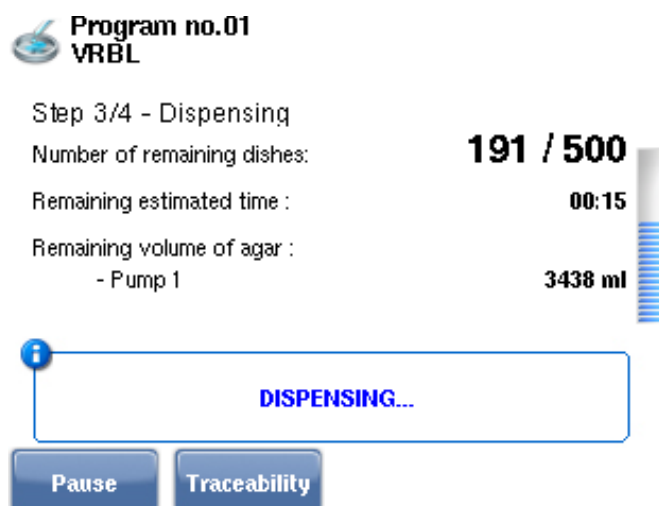 Program no.01
VRBL
Step 3/4 - Dispensing
Number of remaining dishes: 191 / 500
Remaining estimated time : 00:15
Remaining volume of agar :
- Pump 1 3438 ml
i
DISPENSING...
Pause Traceability